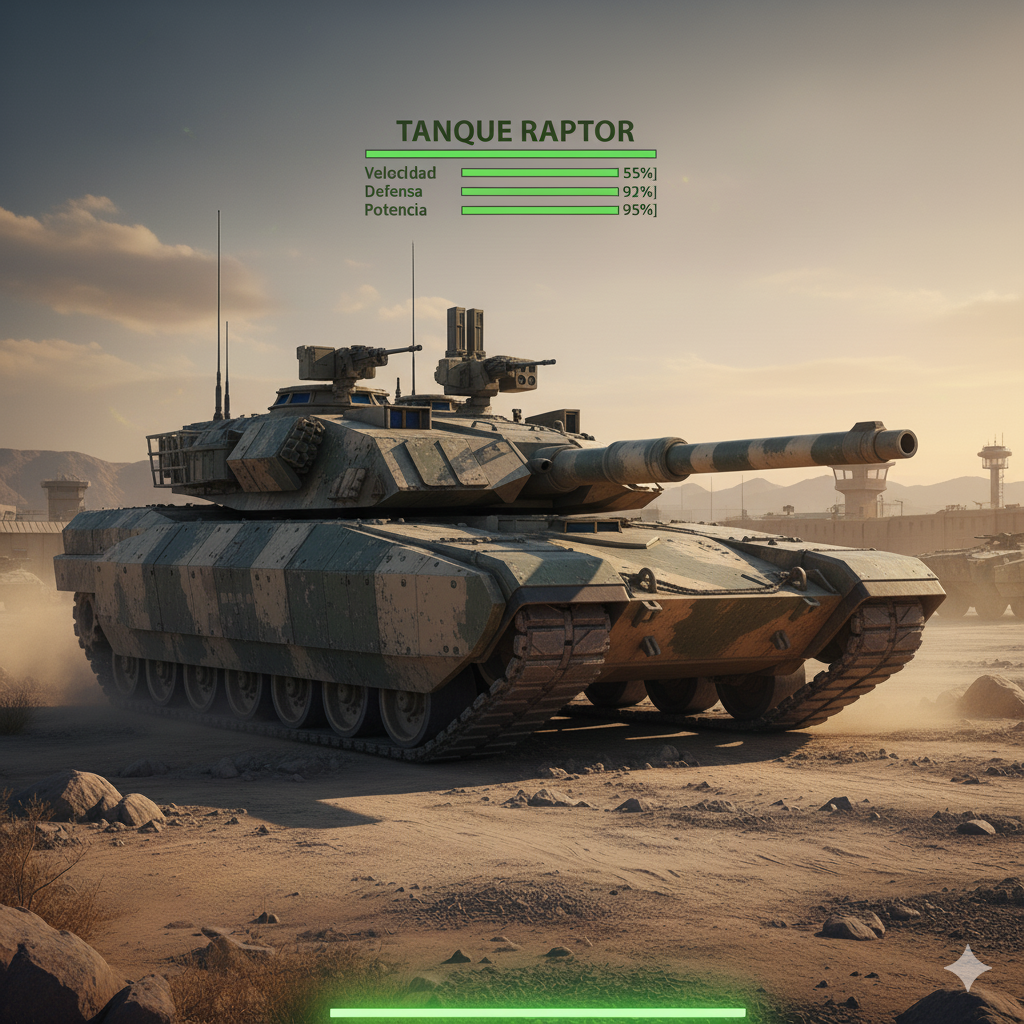 TANQUE RAPTOR
Velocidad 55%]
Defensa 92%]
Potencia 95%]